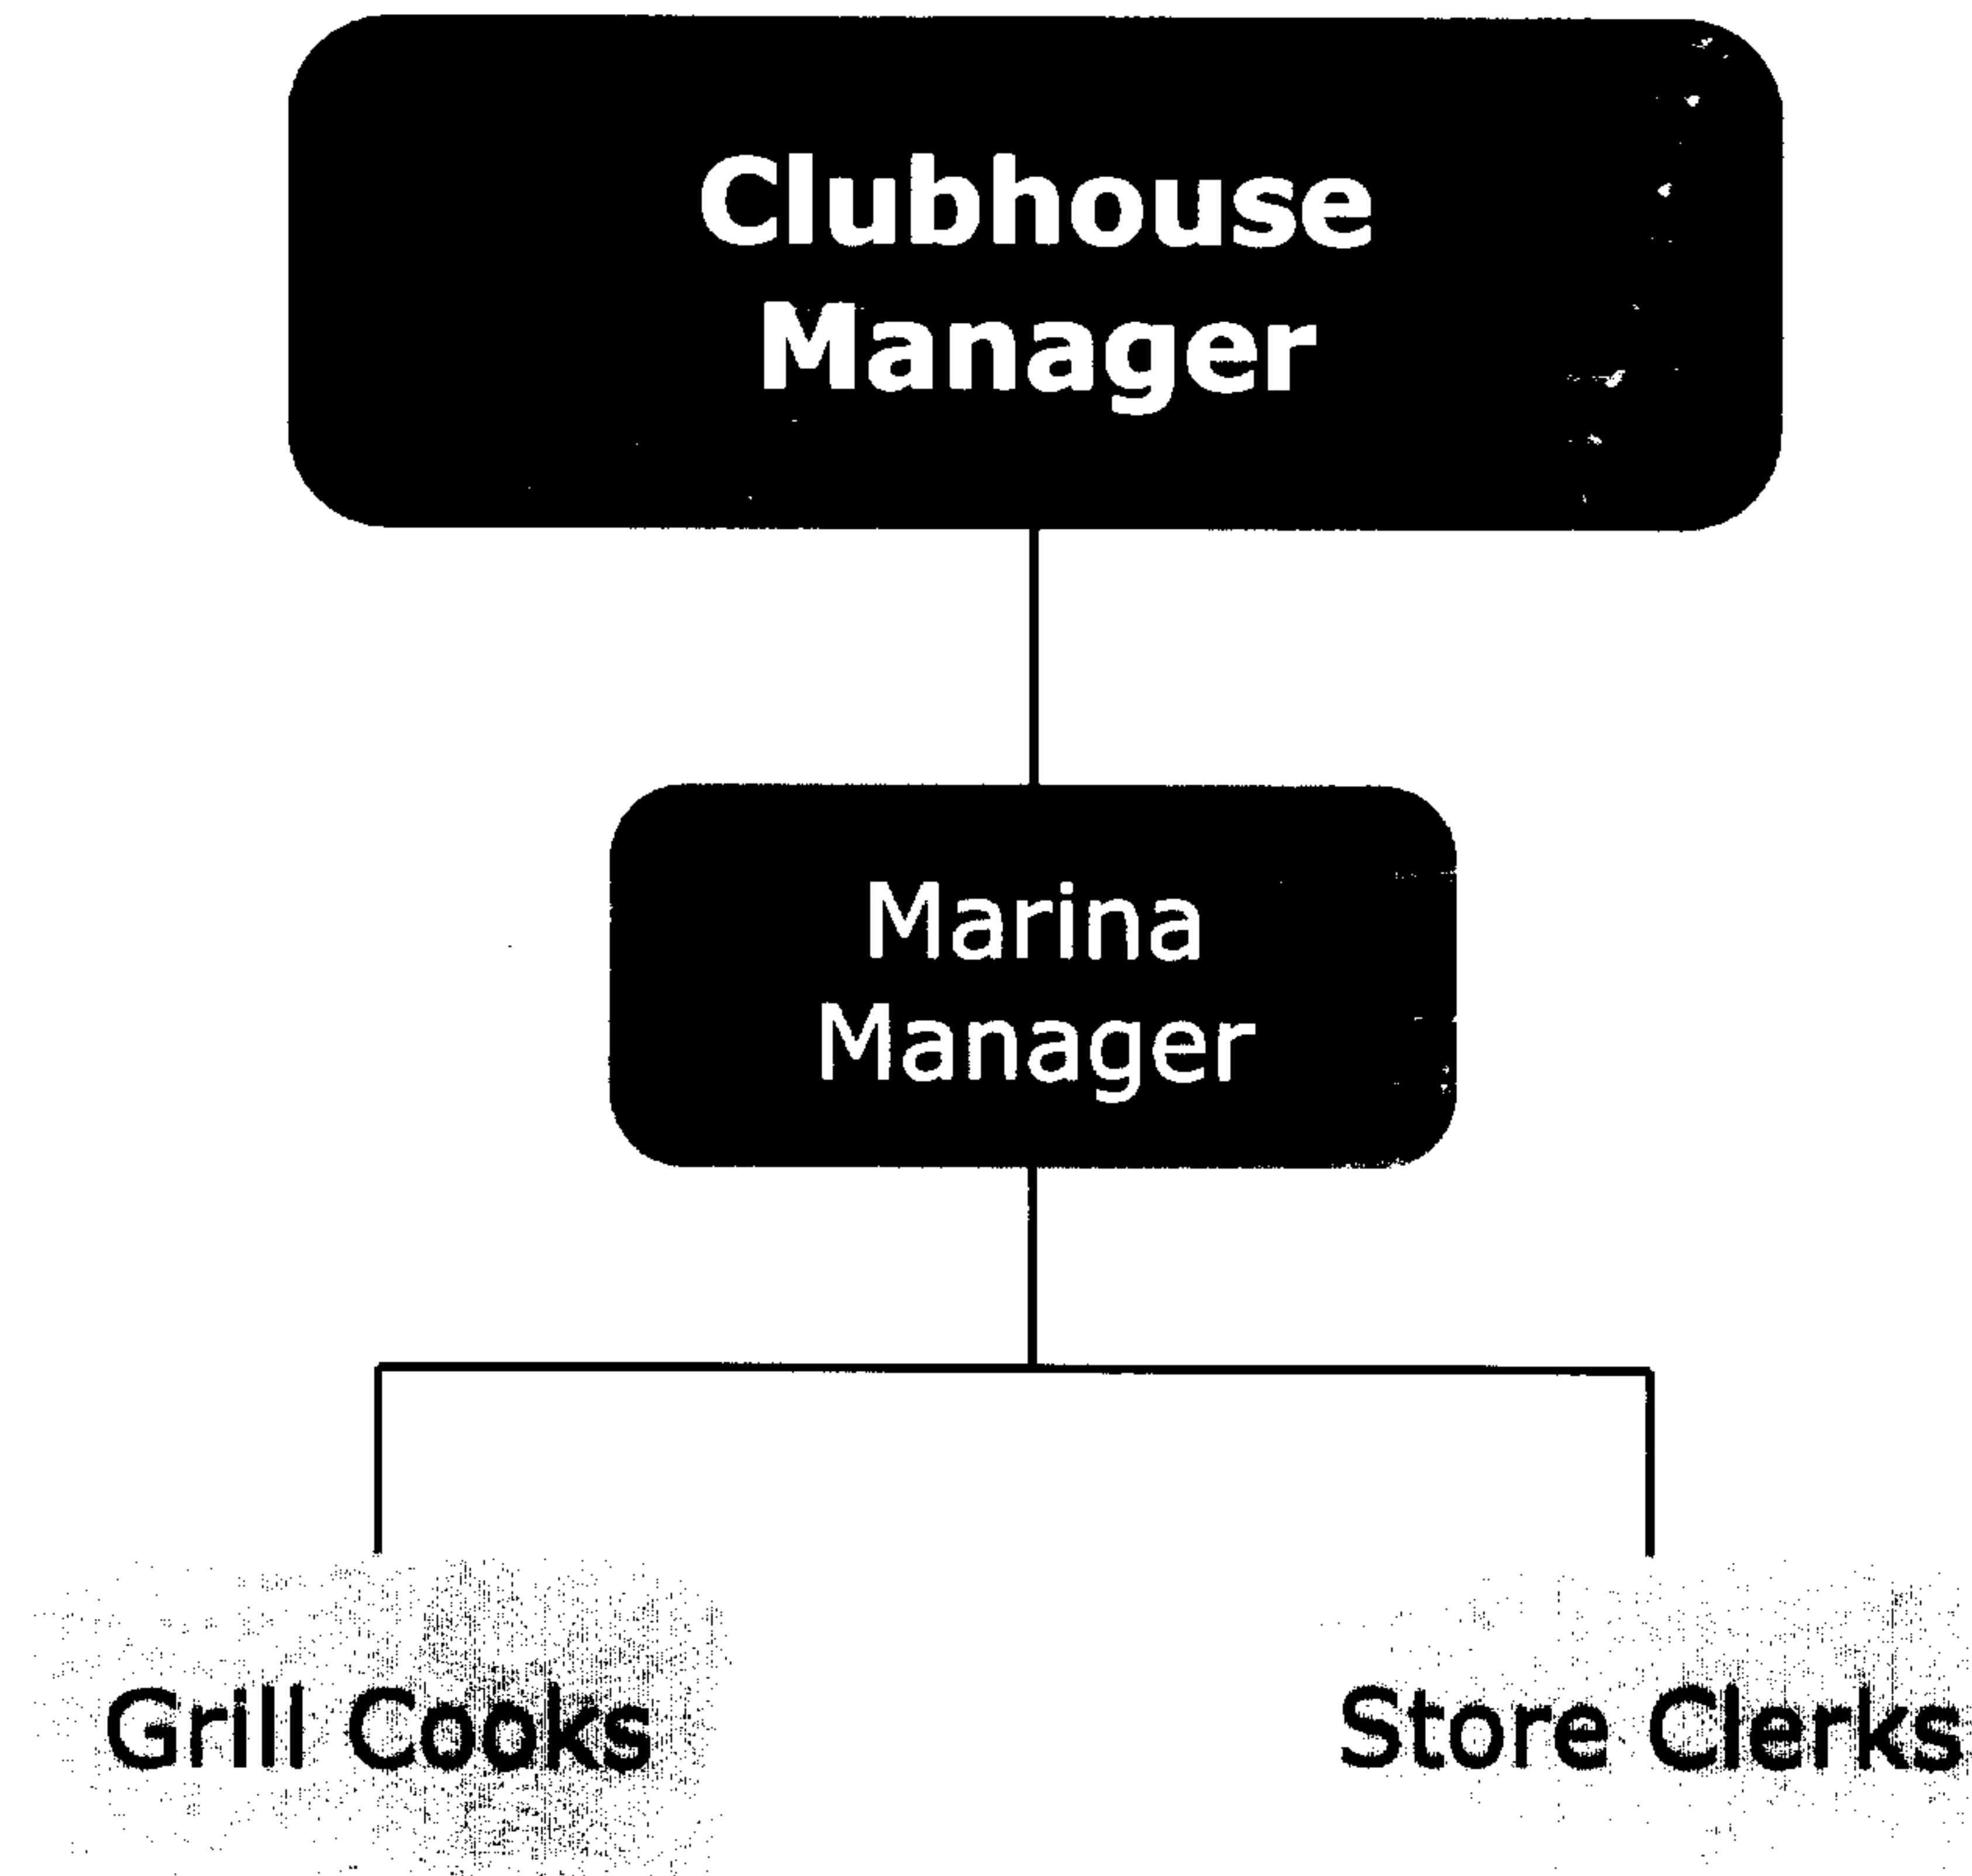 Clubhouse
Manager
Marina
Manager
Grill Cooks
Store Clerks